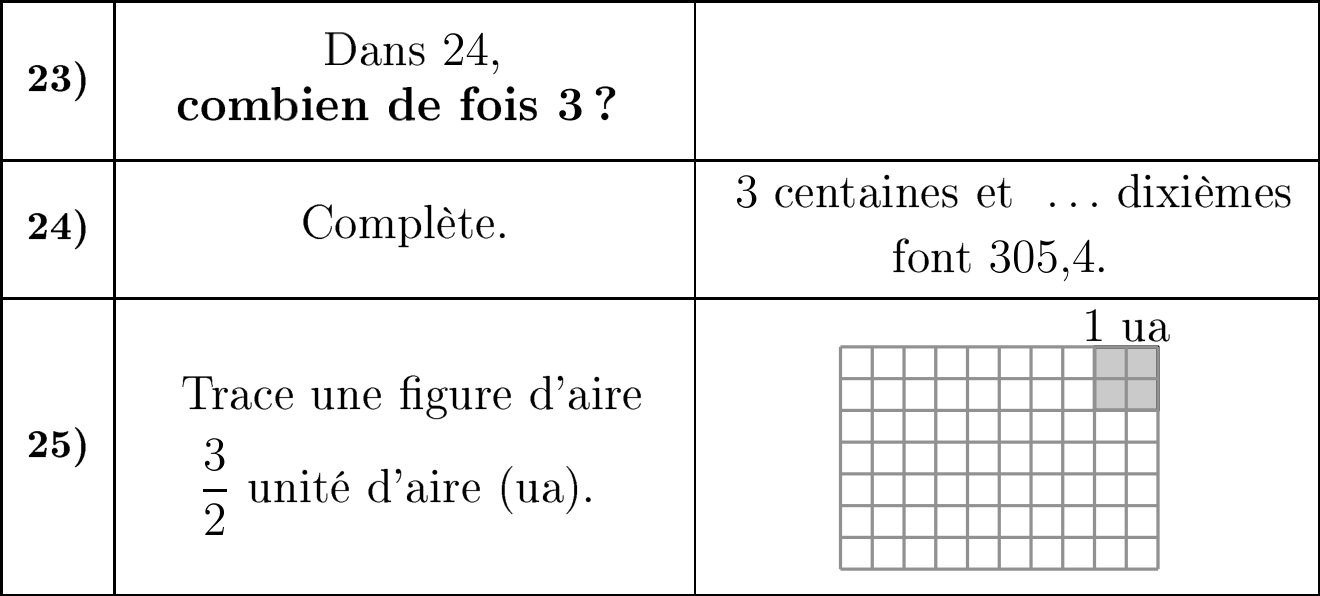 23)
Dans 24,
combien de fois 3 ?
24)
Complète.
3 centaines et ... dixièmes
font 305,4.
25)
Trace une figure d'aire
3/2 unité d'aire (ua).
1 ua